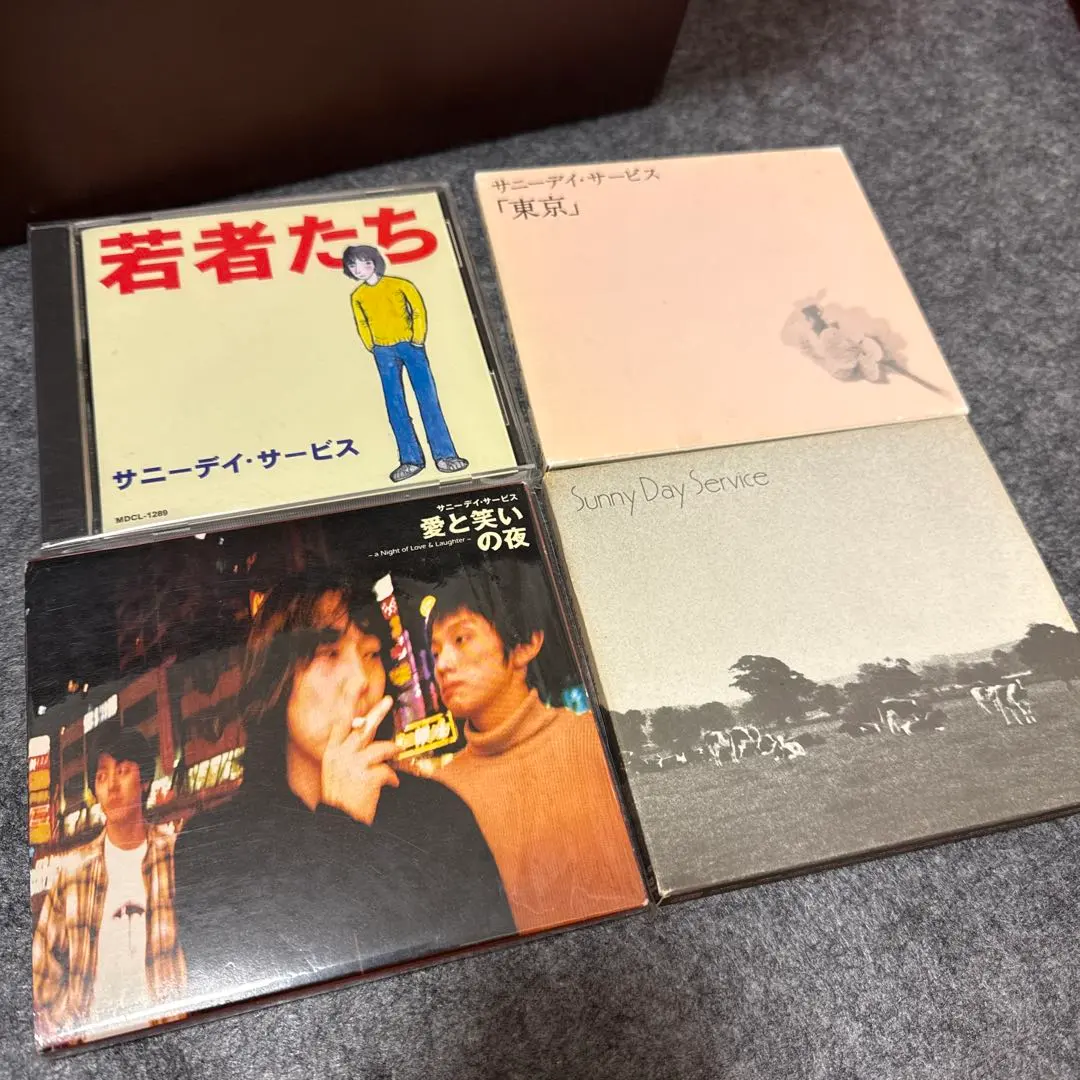 若者たち
サニーデイ・サービス
MDCL-1289
サニーデイ・サービス
「東京」
サニーデイ・サービス
愛と笑い
の夜
~ a Night of Love & Laughter ~
Sunny Day Service